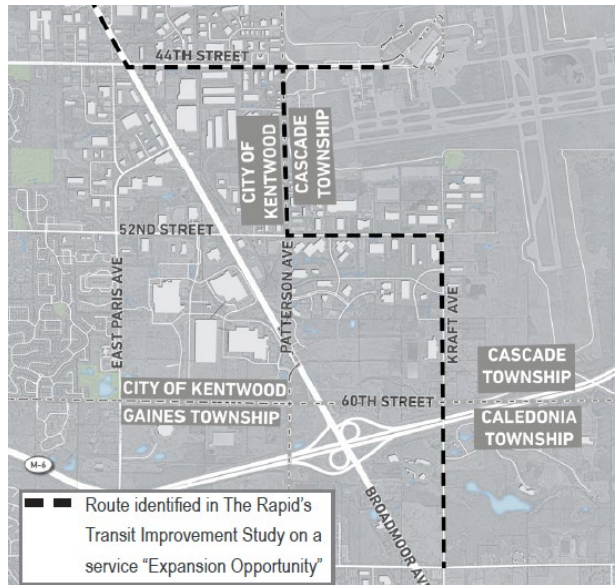 44TH STREET
CITY OF
KENTWOOD
CASCADE
TOWNSHIP
52ND STREET
EAST PARIS AVE
PATTERSON AVE
KRAFT AVE
CITY OF KENTWOOD
GAINES TOWNSHIP
60TH STREET
CASCADE
TOWNSHIP
CALEDONIA
TOWNSHIP
M-6
BROADMOOR AVE
Route identified in The Rapid's
Transit Improvement Study on a
service “Expansion Opportunity”